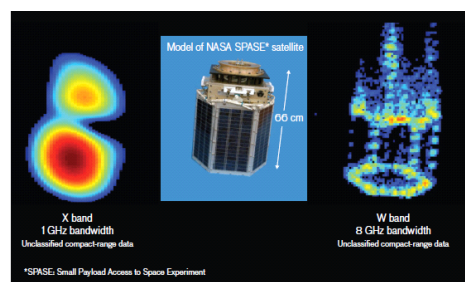 Model of NASA SPASE* satellite
66 cm
X band
1 GHz bandwidth
Unclassified compact-range data
W band
8 GHz bandwidth
Unclassified compact-range data
*SPASE: Small Payload Access to Space Experiment